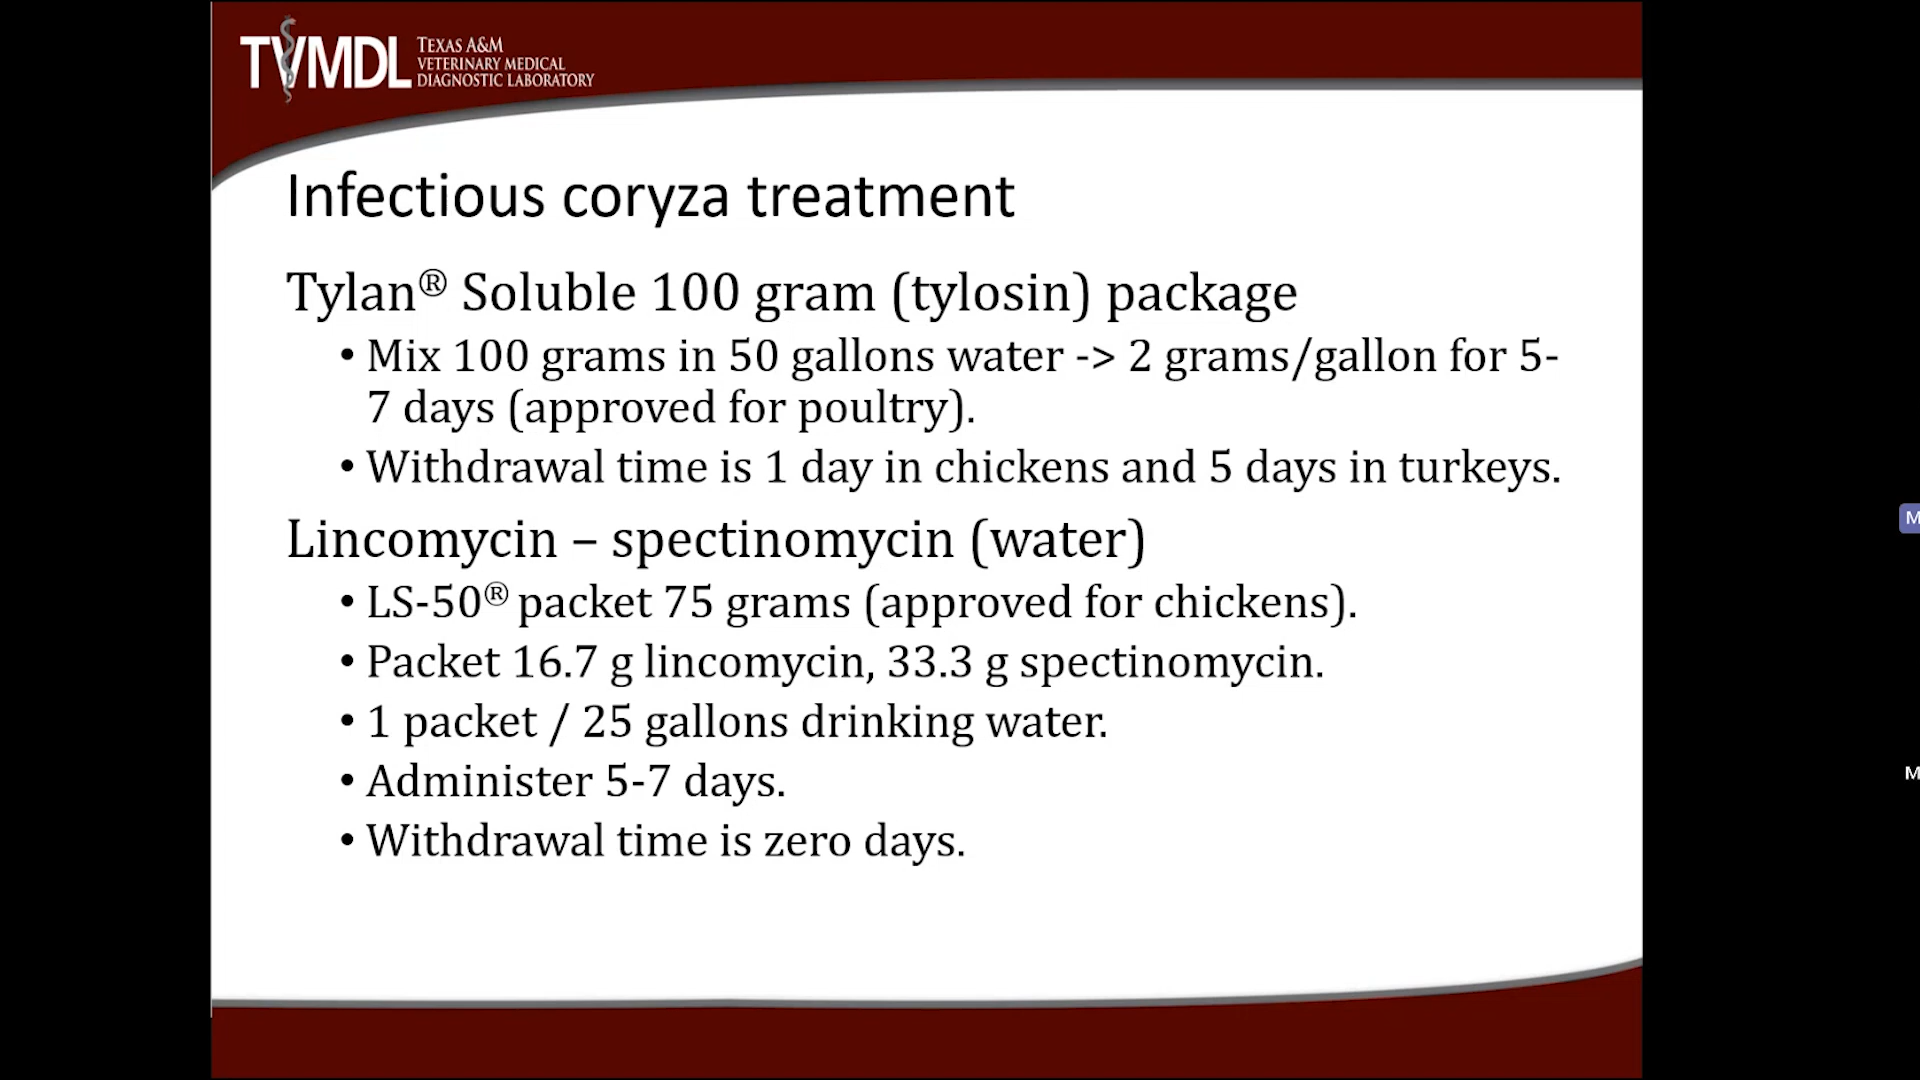 TVMDL
TEXAS A&M
VETERINARY MEDICAL
DIAGNOSTIC LABORATORY
Infectious coryza treatment
Tylan® Soluble 100 gram (tylosin) package
• Mix 100 grams in 50 gallons water -> 2 grams/gallon for 5-
7 days (approved for poultry).
• Withdrawal time is 1 day in chickens and 5 days in turkeys.
Lincomycin – spectinomycin (water)
• LS-50® packet 75 grams (approved for chickens).
• Packet 16.7 g lincomycin, 33.3 g spectinomycin.
• 1 packet / 25 gallons drinking water.
• Administer 5-7 days.
• Withdrawal time is zero days.
M
M